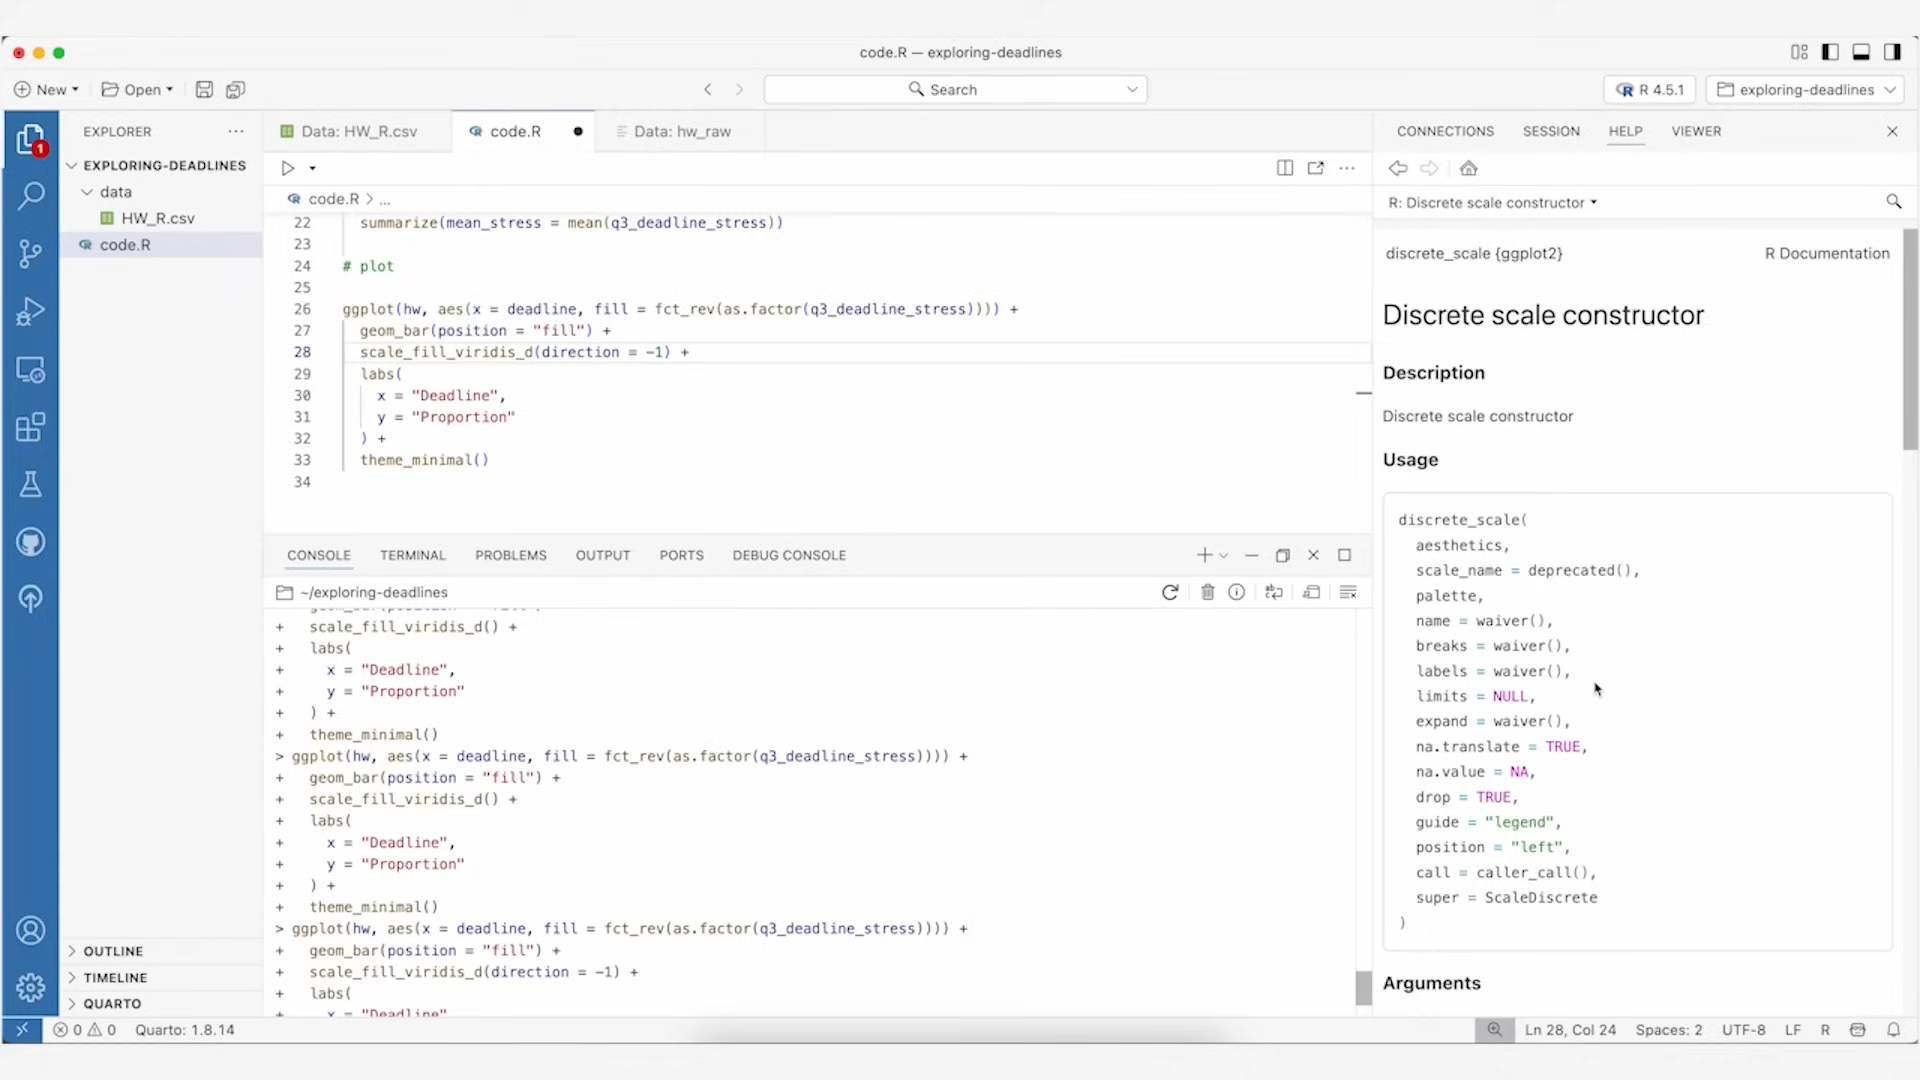 code.R — exploring-deadlines
New
Open
Search
R 4.5.1
exploring-deadlines
EXPLORER
Data: HW_R.csv
code.R
Data: hw_raw
CONNECTIONS
SESSION
HELP
VIEWER
1
EXPLORING-DEADLINES
data
HW_R.csv
code.R
code.R > ...
22 summarize(mean_stress = mean(q3_deadline_stress))
23
24 # plot
25
26 ggplot(hw, aes(x = deadline, fill = fct_rev(as.factor(q3_deadline_stress)))) +
27 geom_bar(position = "fill") +
28 scale_fill_viridis_d(direction = -1) +
29 labs(
30 x = "Deadline",
31 y = "Proportion"
32 ) +
33 theme_minimal()
34
CONSOLE
TERMINAL
PROBLEMS
OUTPUT
PORTS
DEBUG CONSOLE
~/exploring-deadlines
+ scale_fill_viridis_d() +
+ labs(
+ x = "Deadline",
+ y = "Proportion"
+ ) +
+ theme_minimal()
> ggplot(hw, aes(x = deadline, fill = fct_rev(as.factor(q3_deadline_stress)))) +
+ geom_bar(position = "fill") +
+ scale_fill_viridis_d() +
+ labs(
+ x = "Deadline",
+ y = "Proportion"
+ ) +
+ theme_minimal()
> ggplot(hw, aes(x = deadline, fill = fct_rev(as.factor(q3_deadline_stress)))) +
+ geom_bar(position = "fill") +
+ scale_fill_viridis_d(direction = -1) +
+ labs(
+ x = "Deadline"
R: Discrete scale constructor
discrete_scale {ggplot2}
R Documentation
Discrete scale constructor
Description
Discrete scale constructor
Usage
discrete_scale(
aesthetics,
scale_name = deprecated(),
palette,
name = waiver(),
breaks = waiver(),
labels = waiver(),
limits = NULL,
expand = waiver(),
na.translate = TRUE,
na.value = NA,
drop = TRUE,
guide = "legend",
position = "left",
call = caller_call(),
super = ScaleDiscrete
)
Arguments
OUTLINE
TIMELINE
QUARTO
0
0
Quarto: 1.8.14
Ln 28, Col 24
Spaces: 2
UTF-8
LF
R